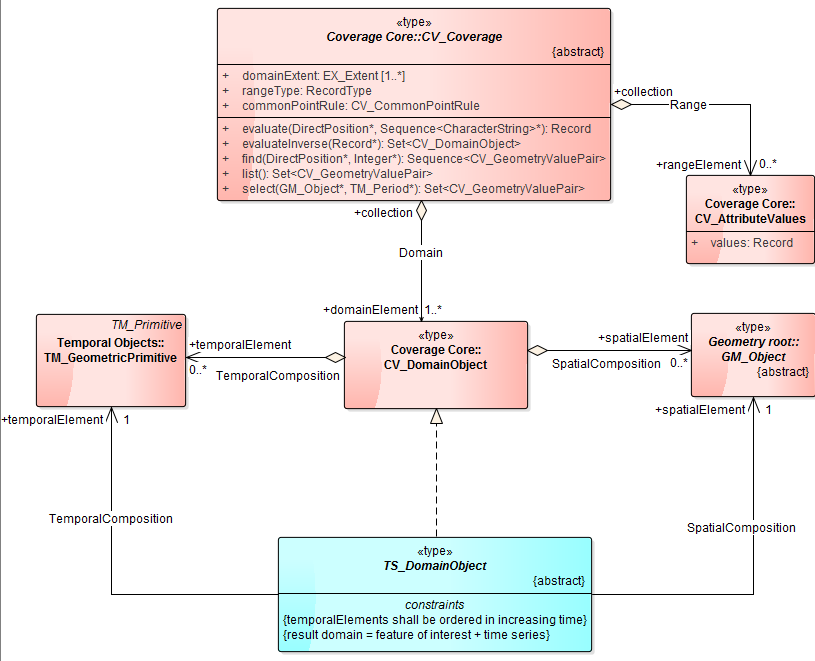 «type»
Coverage Core::CV_Coverage
{abstract}
+ domainExtent: EX_Extent [1..*]
+ rangeType: RecordType
+ commonPointRule: CV_CommonPointRule
+ evaluate(DirectPosition*, Sequence<CharacterString>*): Record
+ evaluateInverse(Record*): Set<CV_DomainObject>
+ find(DirectPosition*, Integer*): Sequence<CV_GeometryValuePair>
+ list(): Set<CV_GeometryValuePair>
+ select(GM_Object*, TM_Period*): Set<CV_GeometryValuePair>
+collection
Range
+rangeElement 0..*
«type»
Coverage Core::
CV_AttributeValues
+ values: Record
+collection
Domain
+domainElement 1..*
TM_Primitive
Temporal Objects::
TM_GeometricPrimitive
+temporalElement
0..*
TemporalComposition
«type»
Coverage Core::
CV_DomainObject
+spatialElement
SpatialComposition 0..*
«type»
Geometry root::
GM_Object
{abstract}
+temporalElement 1
+spatialElement 1
TemporalComposition
SpatialComposition
«type»
TS_DomainObject
{abstract}
constraints
{temporalElements shall be ordered in increasing time}
{result domain = feature of interest + time series}